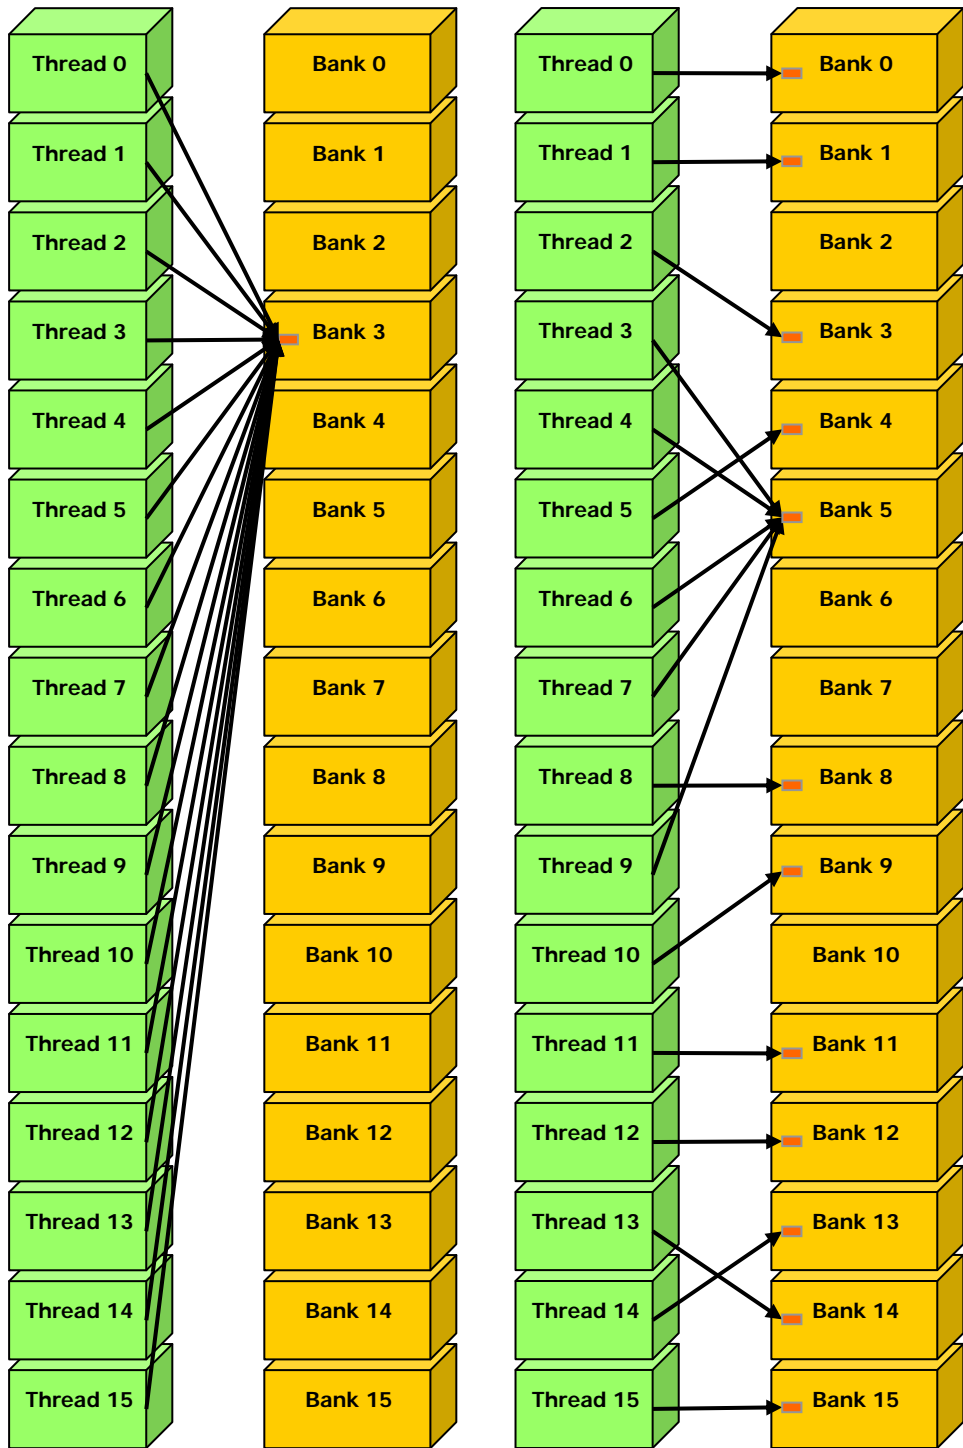 Thread 0
Thread 1
Thread 2
Thread 3
Thread 4
Thread 5
Thread 6
Thread 7
Thread 8
Thread 9
Thread 10
Thread 11
Thread 12
Thread 13
Thread 14
Thread 15
Bank 0
Bank 1
Bank 2
Bank 3
Bank 4
Bank 5
Bank 6
Bank 7
Bank 8
Bank 9
Bank 10
Bank 11
Bank 12
Bank 13
Bank 14
Bank 15
Thread 0
Thread 1
Thread 2
Thread 3
Thread 4
Thread 5
Thread 6
Thread 7
Thread 8
Thread 9
Thread 10
Thread 11
Thread 12
Thread 13
Thread 14
Thread 15
Bank 0
Bank 1
Bank 2
Bank 3
Bank 4
Bank 5
Bank 6
Bank 7
Bank 8
Bank 9
Bank 10
Bank 11
Bank 12
Bank 13
Bank 14
Bank 15